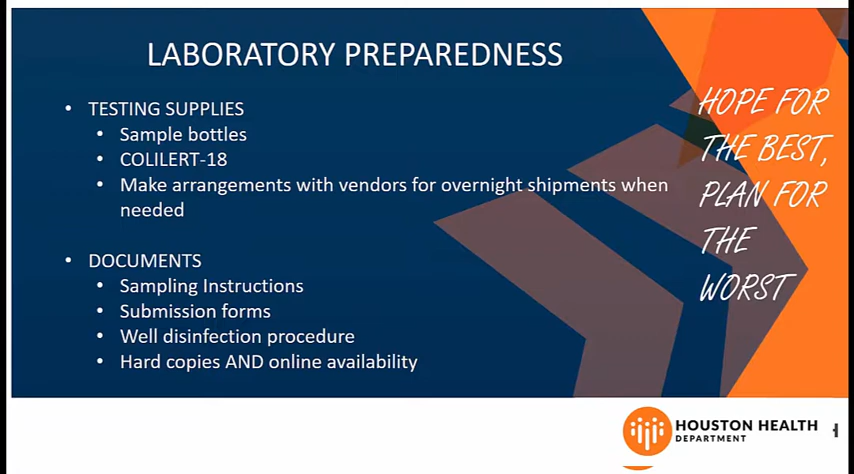 LABORATORY PREPAREDNESS
• TESTING SUPPLIES
• Sample bottles
• COLILERT-18
• Make arrangements with vendors for overnight shipments when
needed
• DOCUMENTS
• Sampling Instructions
• Submission forms
• Well disinfection procedure
• Hard copies AND online availability
HOPE FOR
THE BEST,
PLAN FOR
THE
WORST
HOUSTON HEALTH
DEPARTMENT